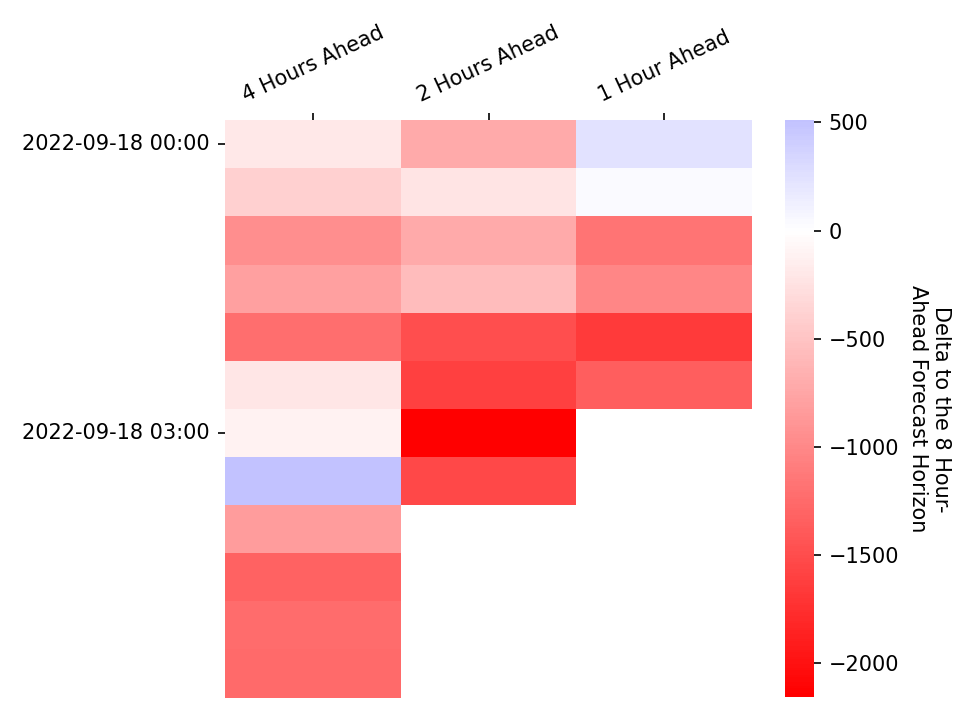 4 Hours Ahead
2 Hours Ahead
1 Hour Ahead
2022-09-18 00:00
2022-09-18 03:00
500
0
−500
−1000
−1500
−2000
Delta to the 8 Hour-
Ahead Forecast Horizon